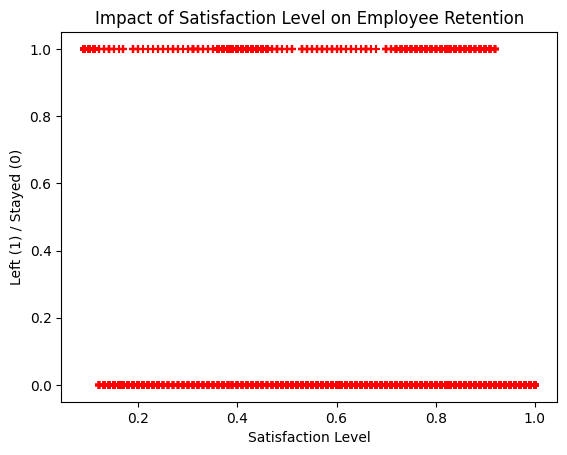 Impact of Satisfaction Level on Employee Retention
1.0
0.8
0.6
0.4
0.2
0.0
Left (1) / Stayed (0)
0.2 0.4 0.6 0.8 1.0
Satisfaction Level